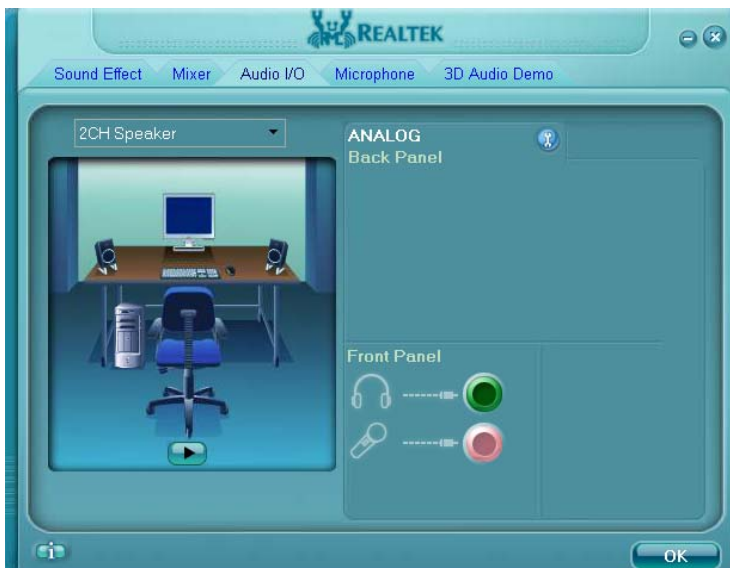 REALTEK
Sound Effect Mixer Audio I/O Microphone 3D Audio Demo
2CH Speaker
ANALOG
Back Panel
Front Panel
i
OK